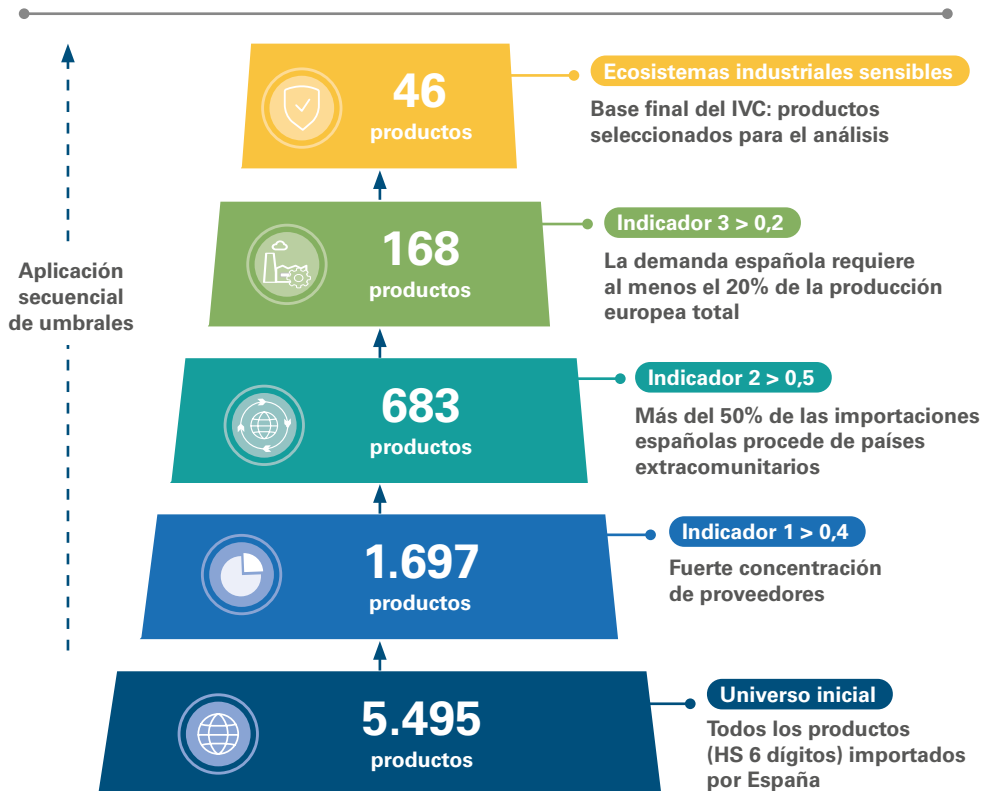 46
productos
Ecosistemas industriales sensibles
Base final del IVC: productos
seleccionados para el análisis
168
productos
Indicador 3 > 0,2
La demanda española requiere
al menos el 20% de la producción
europea total
Aplicación
secuencial
de umbrales
683
productos
Indicador 2 > 0,5
Más del 50% de las importaciones
españolas procede de países
extracomunitarios
1.697
productos
Indicador 1 > 0,4
Fuerte concentración
de proveedores
5.495
productos
Universo inicial
Todos los productos
(HS 6 dígitos) importados
por España